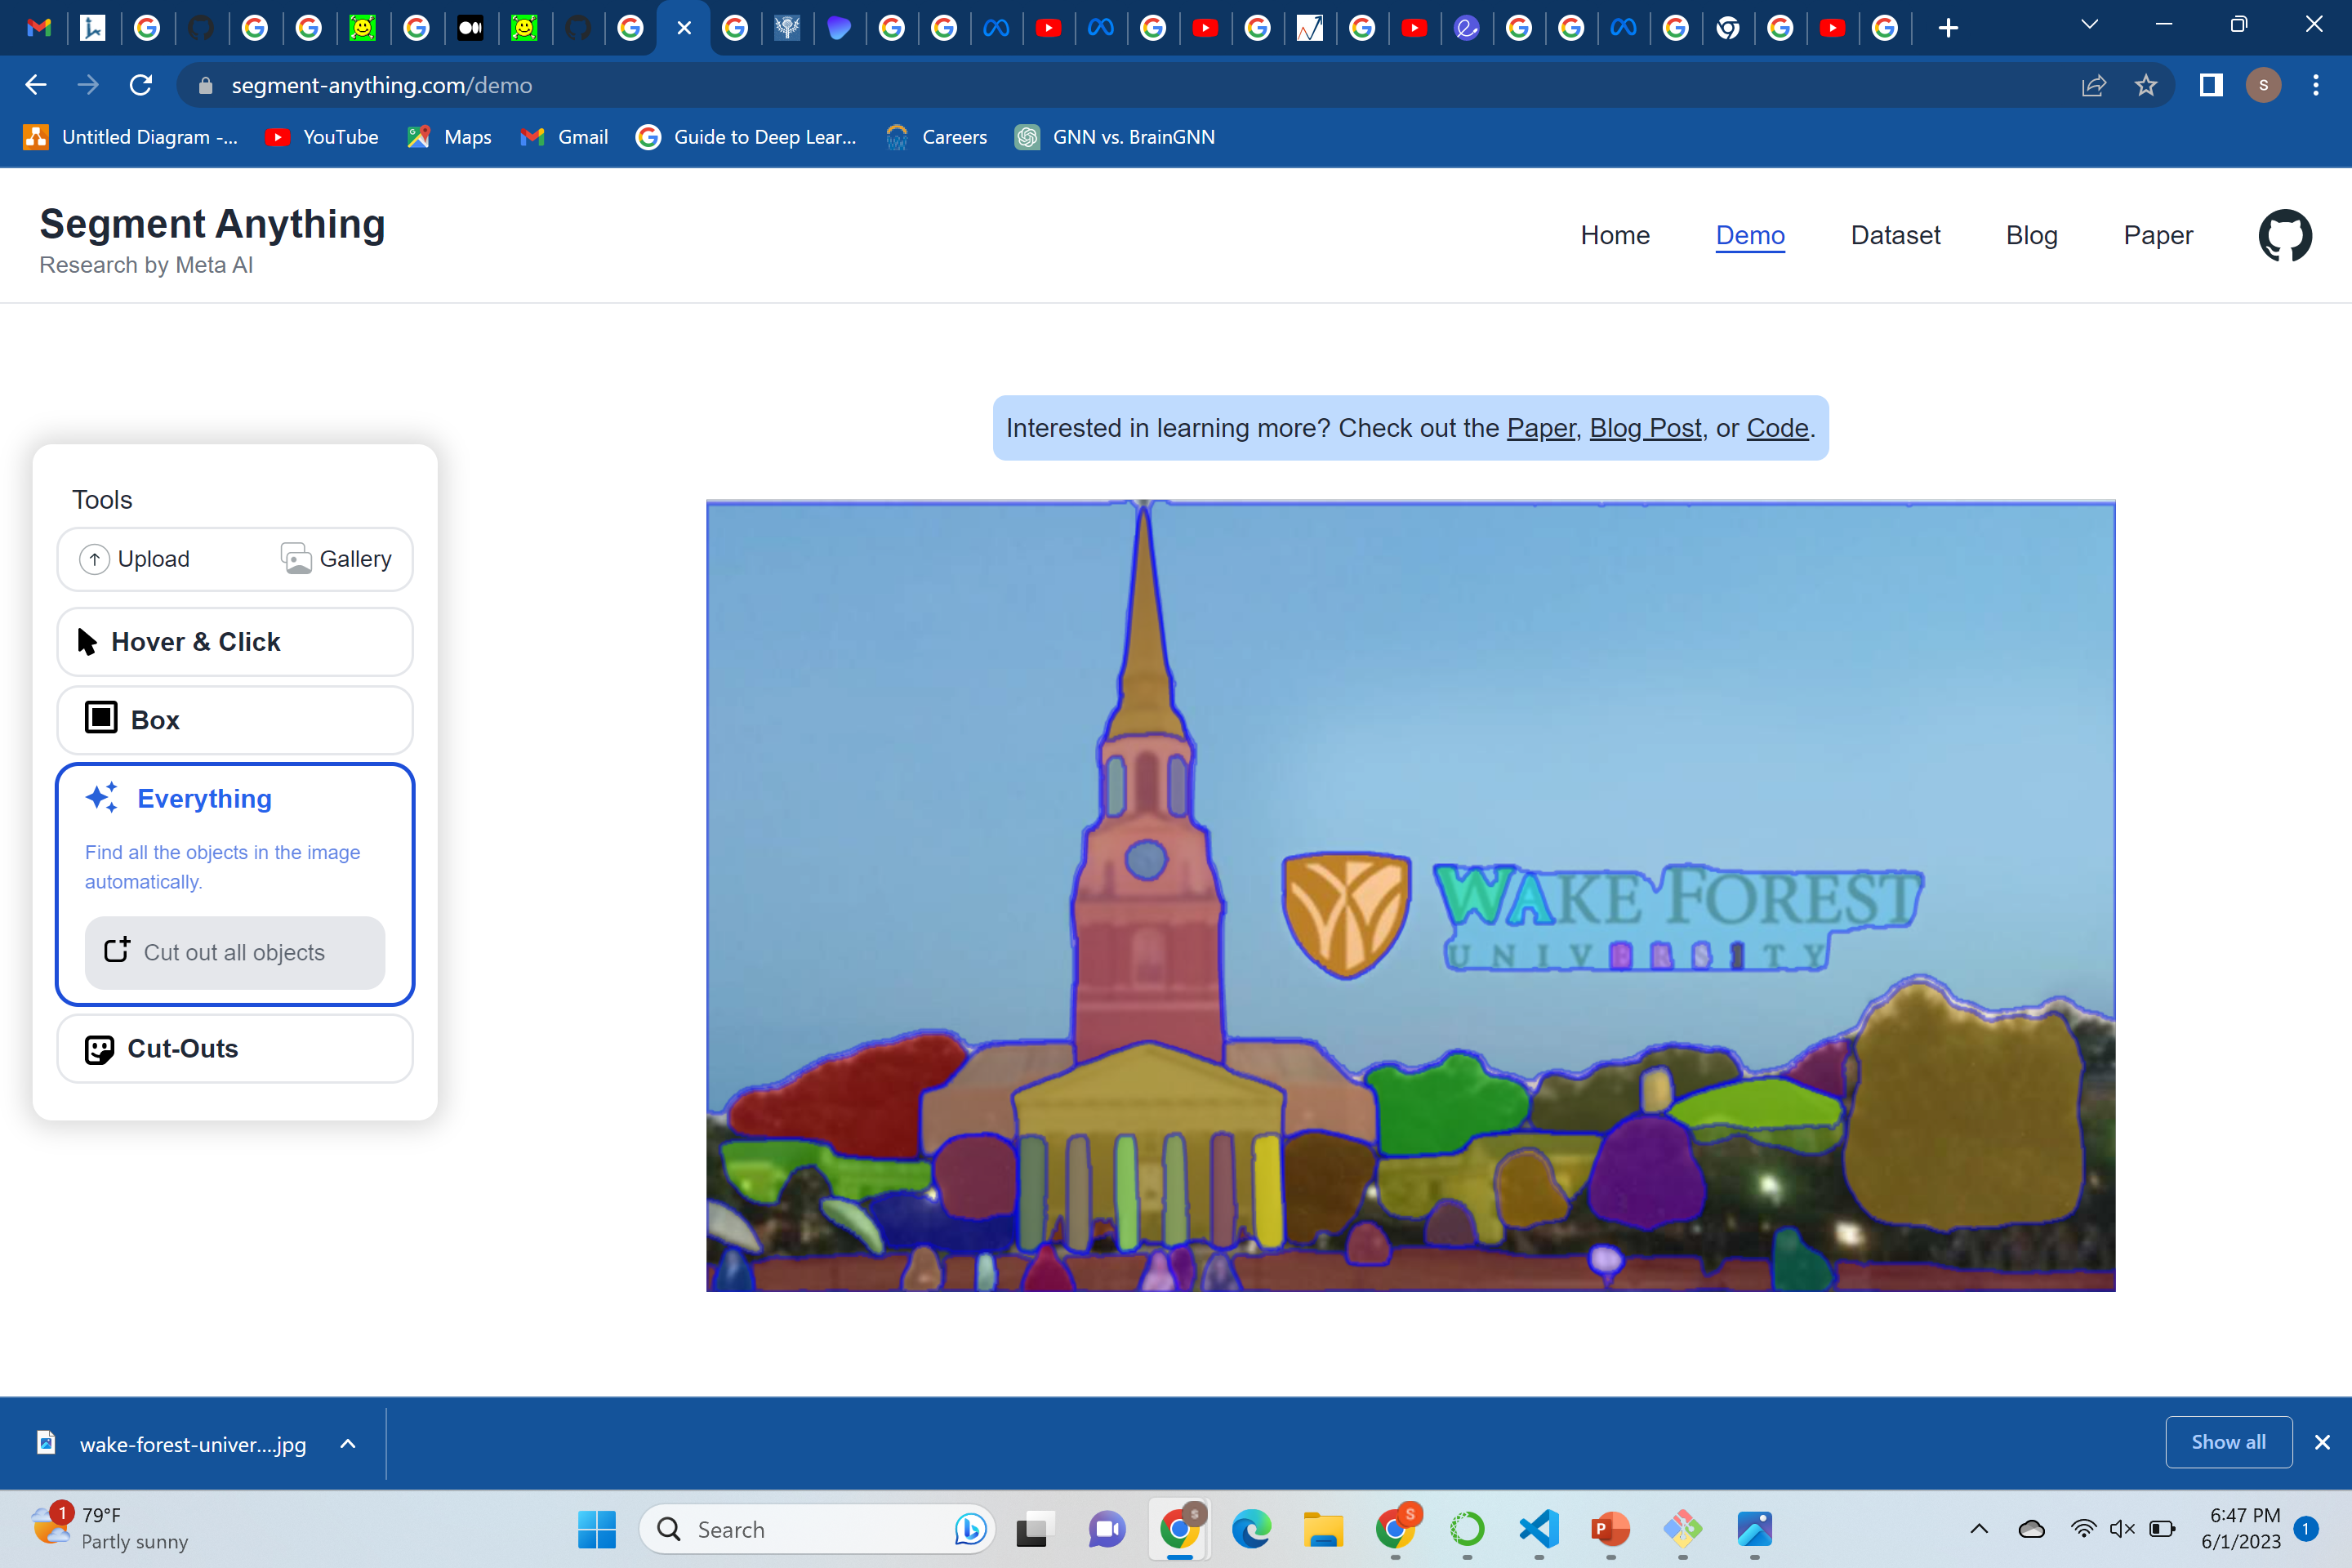 segment-anything.com/demo
S
Untitled Diagram -...
YouTube
Maps
Gmail
Guide to Deep Lear...
Careers
GNN vs. BrainGNN
Segment Anything
Research by Meta AI
Home
Demo
Dataset
Blog
Paper
Interested in learning more? Check out the Paper, Blog Post, or Code.
Tools
Upload
Gallery
Hover & Click
Box
Everything
Find all the objects in the image
automatically.
Cut out all objects
Cut-Outs
WAKE FOREST
UNIVERSITY
wake-forest-univer....jpg
Show all
1
79°F
Partly sunny
Search
S
S
P
6:47 PM
6/1/2023
1